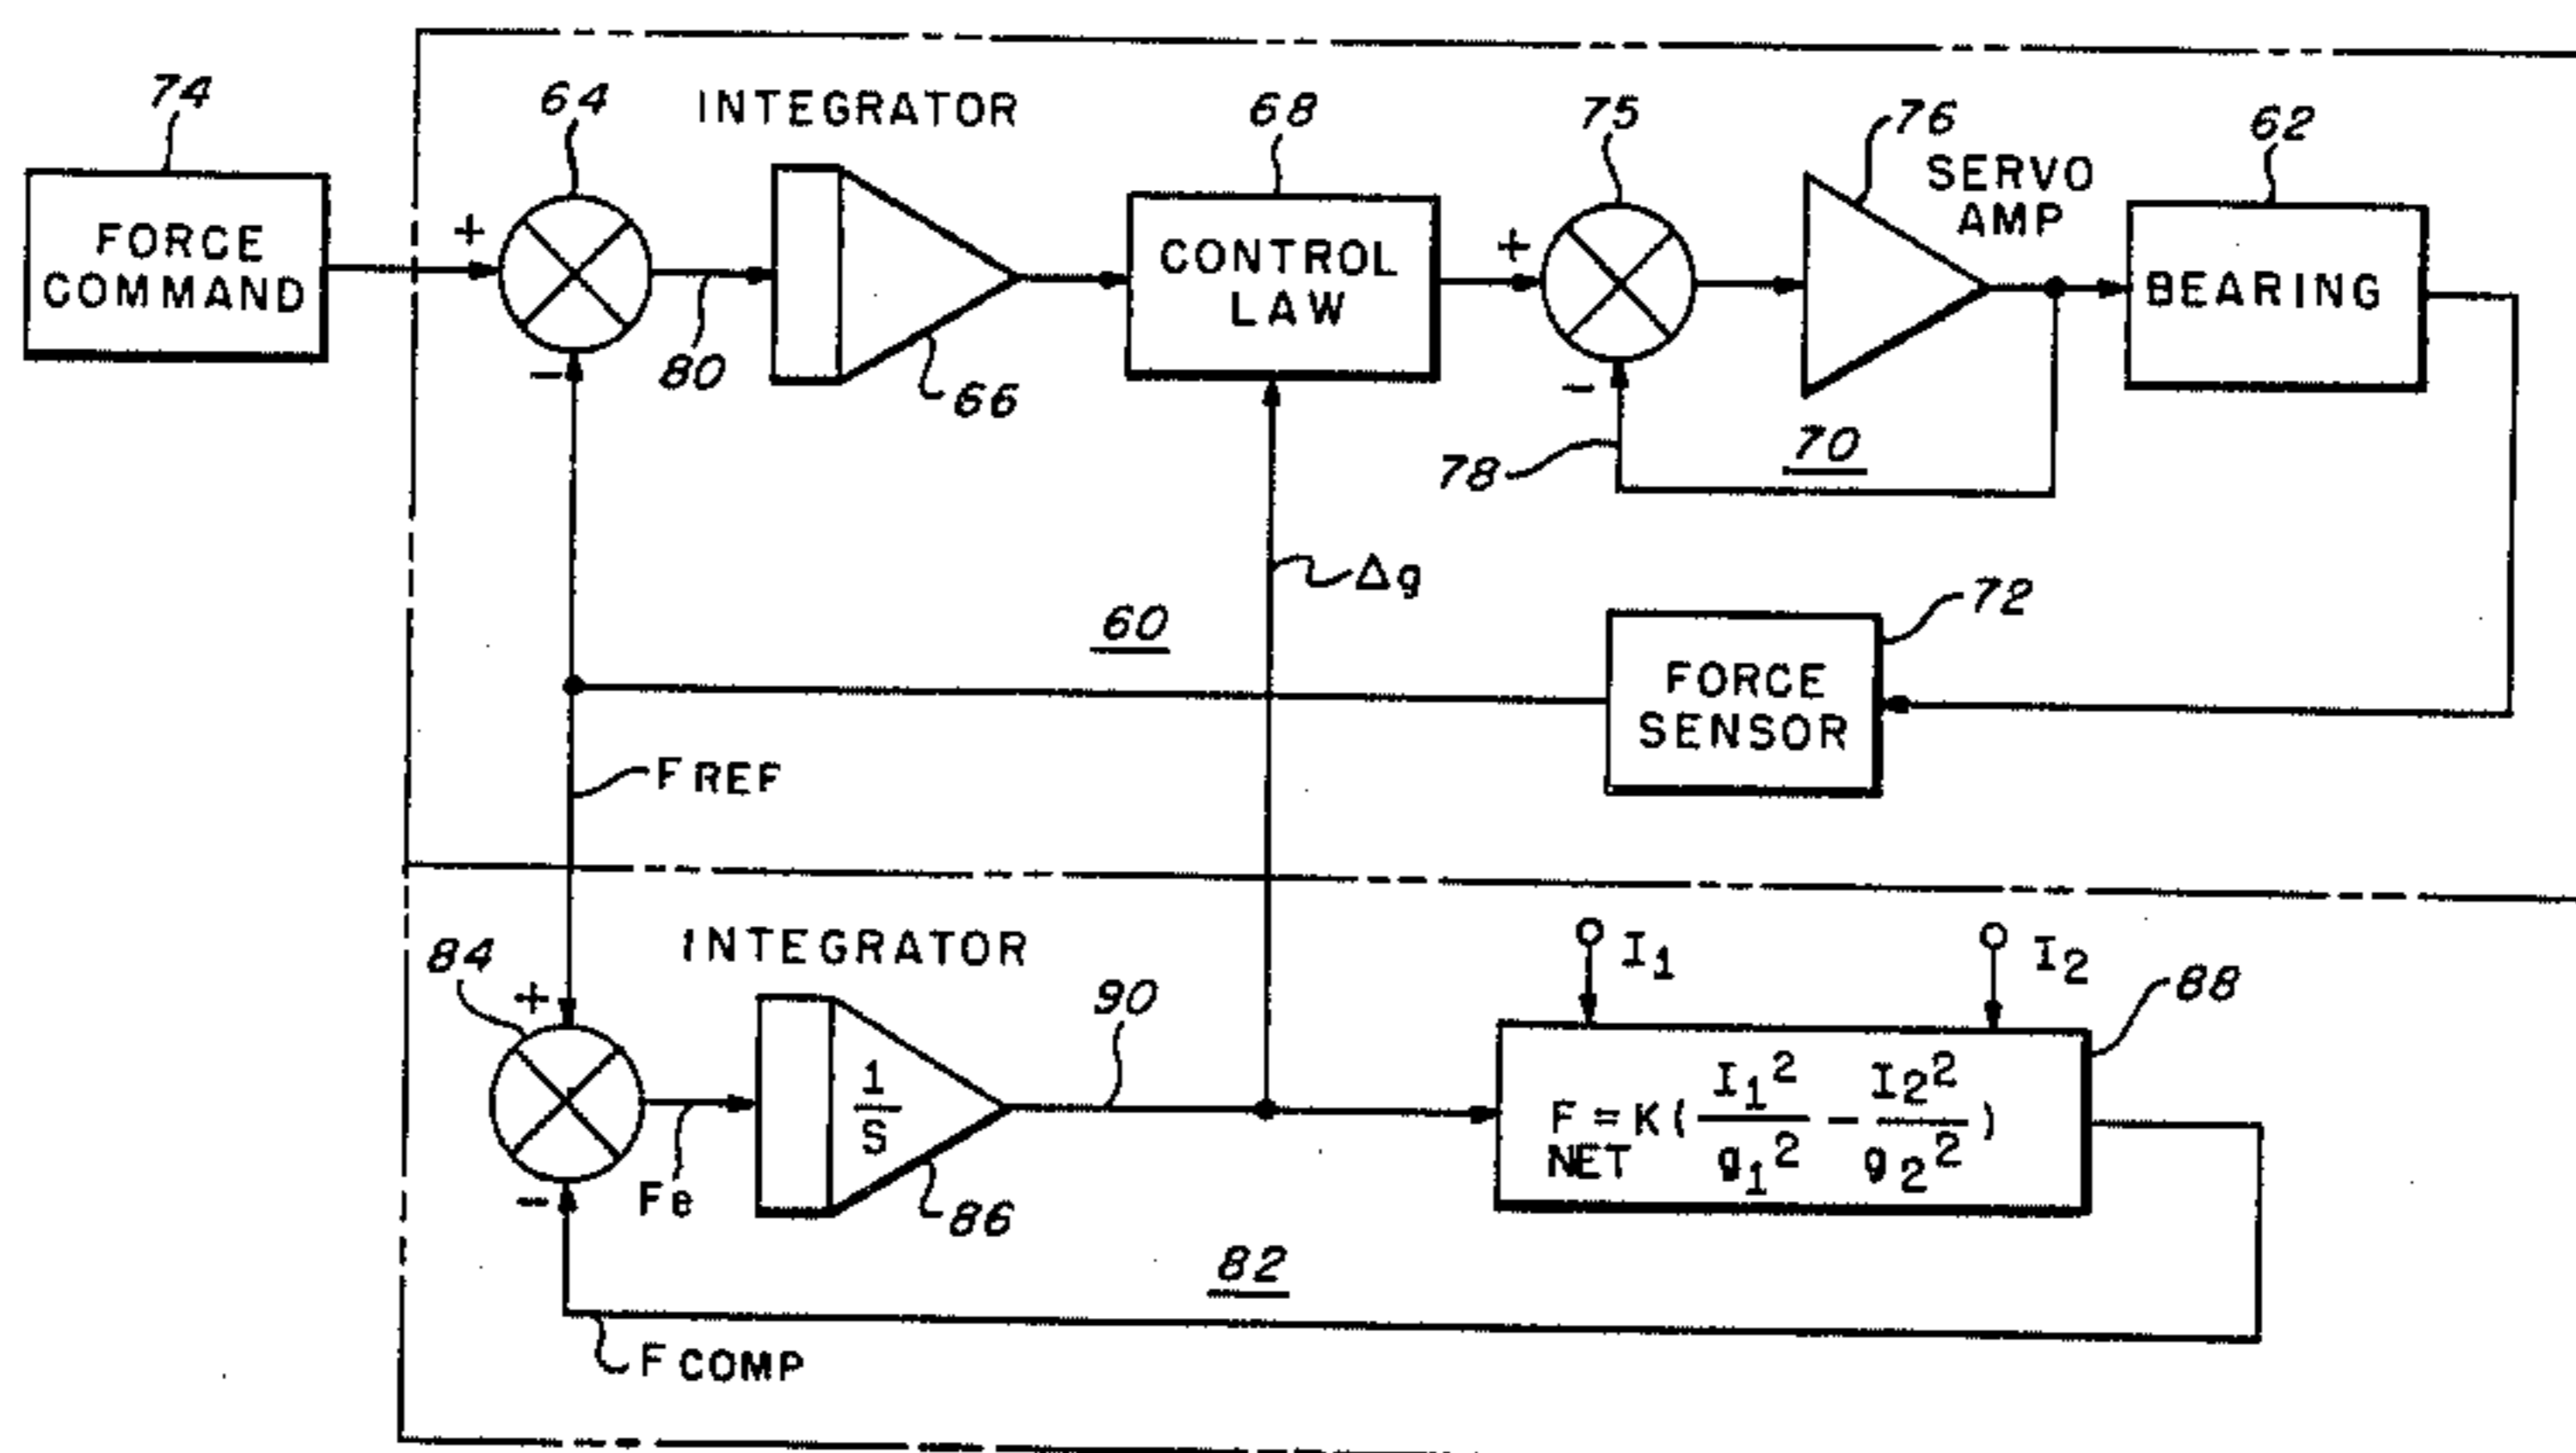 74
64
INTEGRATOR
68
75
76
SERVO
AMP
62
FORCE
COMMAND
+
-
80
66
CONTROL
LAW
+
-
BEARING
78
70
Δg
60
72
FORCE
SENSOR
F REF
84
INTEGRATOR
90
I₁
I₂
88
+
-
Fe
1/S
86
F NET = K(I₁²/g₁² - I₂²/g₂²)
82
F COMP